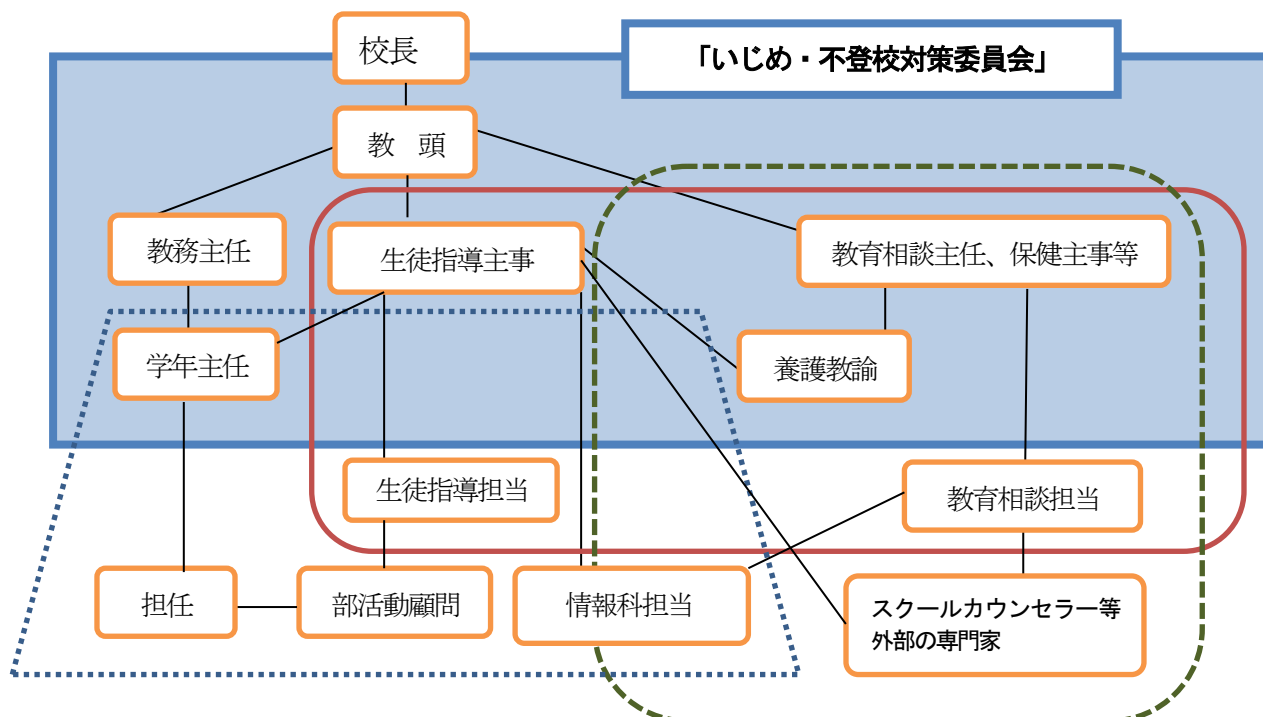 校長
「いじめ・不登校対策委員会」
教　頭
教務主任
生徒指導主事
教育相談主任、保健主事等
学年主任
養護教諭
生徒指導担当
教育相談担当
担任
部活動顧問
情報科担当
スクールカウンセラー等
外部の専門家